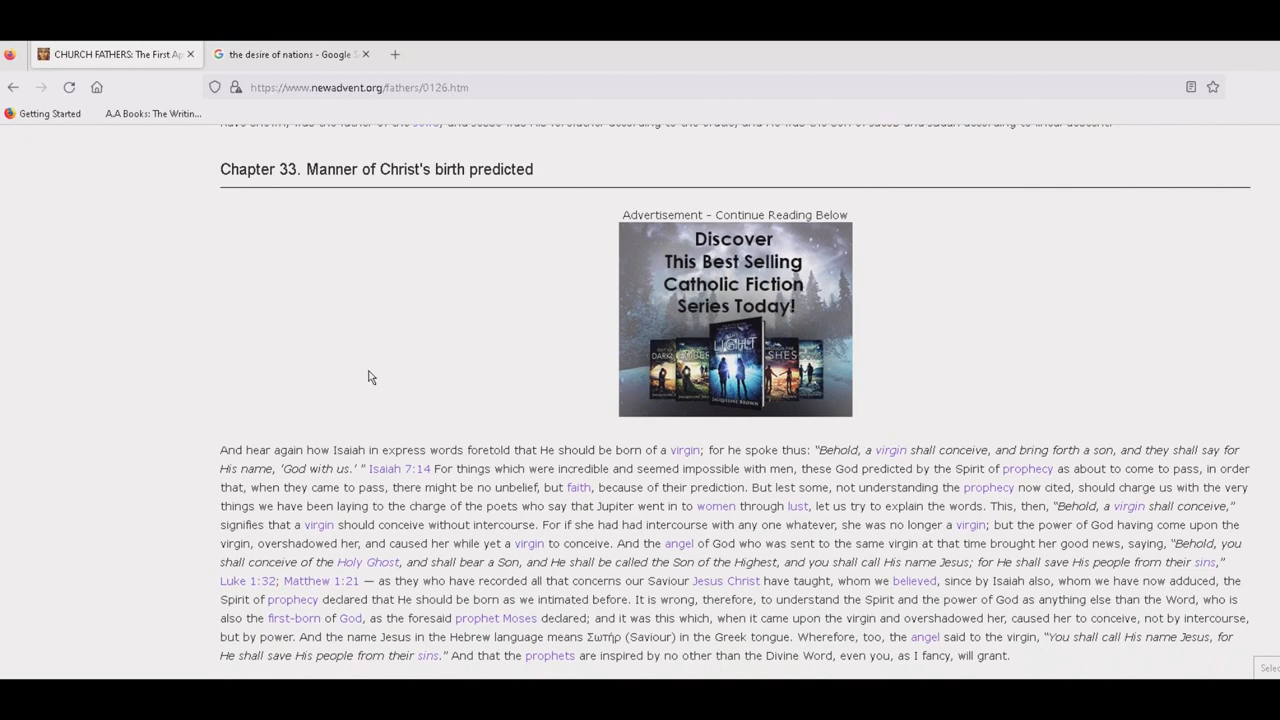 CHURCH FATHERS: The First Ap
the desire of nations - Google S
https://www.newadvent.org/fathers/0126.htm
Getting Started
A.A Books: The Writin...
Chapter 33. Manner of Christ's birth predicted
Advertisement - Continue Reading Below
Discover
This Best Selling
Catholic Fiction
Series Today!
LIGHT
JACQUELINE BROWN
And hear again how Isaiah in express words foretold that He should be born of a virgin; for he spoke thus: “Behold, a virgin shall conceive, and bring forth a son, and they shall say for
His name, ‘God with us.’ ” Isaiah 7:14 For things which were incredible and seemed impossible with men, these God predicted by the Spirit of prophecy as about to come to pass, in order
that, when they came to pass, there might be no unbelief, but faith, because of their prediction. But lest some, not understanding the prophecy now cited, should charge us with the very
things we have been laying to the charge of the poets who say that Jupiter went in to women through lust, let us try to explain the words. This, then, “Behold, a virgin shall conceive,”
signifies that a virgin should conceive without intercourse. For if she had had intercourse with any one whatever, she was no longer a virgin; but the power of God having come upon the
virgin, overshadowed her, and caused her while yet a virgin to conceive. And the angel of God who was sent to the same virgin at that time brought her good news, saying, “Behold, you
shall conceive of the Holy Ghost, and shall bear a Son, and He shall be called the Son of the Highest, and you shall call His name Jesus; for He shall save His people from their sins,”
Luke 1:32; Matthew 1:21 — as they who have recorded all that concerns our Saviour Jesus Christ have taught, whom we believed, since by Isaiah also, whom we have now adduced, the
Spirit of prophecy declared that He should be born as we intimated before. It is wrong, therefore, to understand the Spirit and the power of God as anything else than the Word, who is
also the first-born of God, as the foresaid prophet Moses declared; and it was this which, when it came upon the virgin and overshadowed her, caused her to conceive, not by intercourse,
but by power. And the name Jesus in the Hebrew language means Σωτήρ (Saviour) in the Greek tongue. Wherefore, too, the angel said to the virgin, “You shall call His name Jesus, for
He shall save His people from their sins.” And that the prophets are inspired by no other than the Divine Word, even you, as I fancy, will grant.
Selec